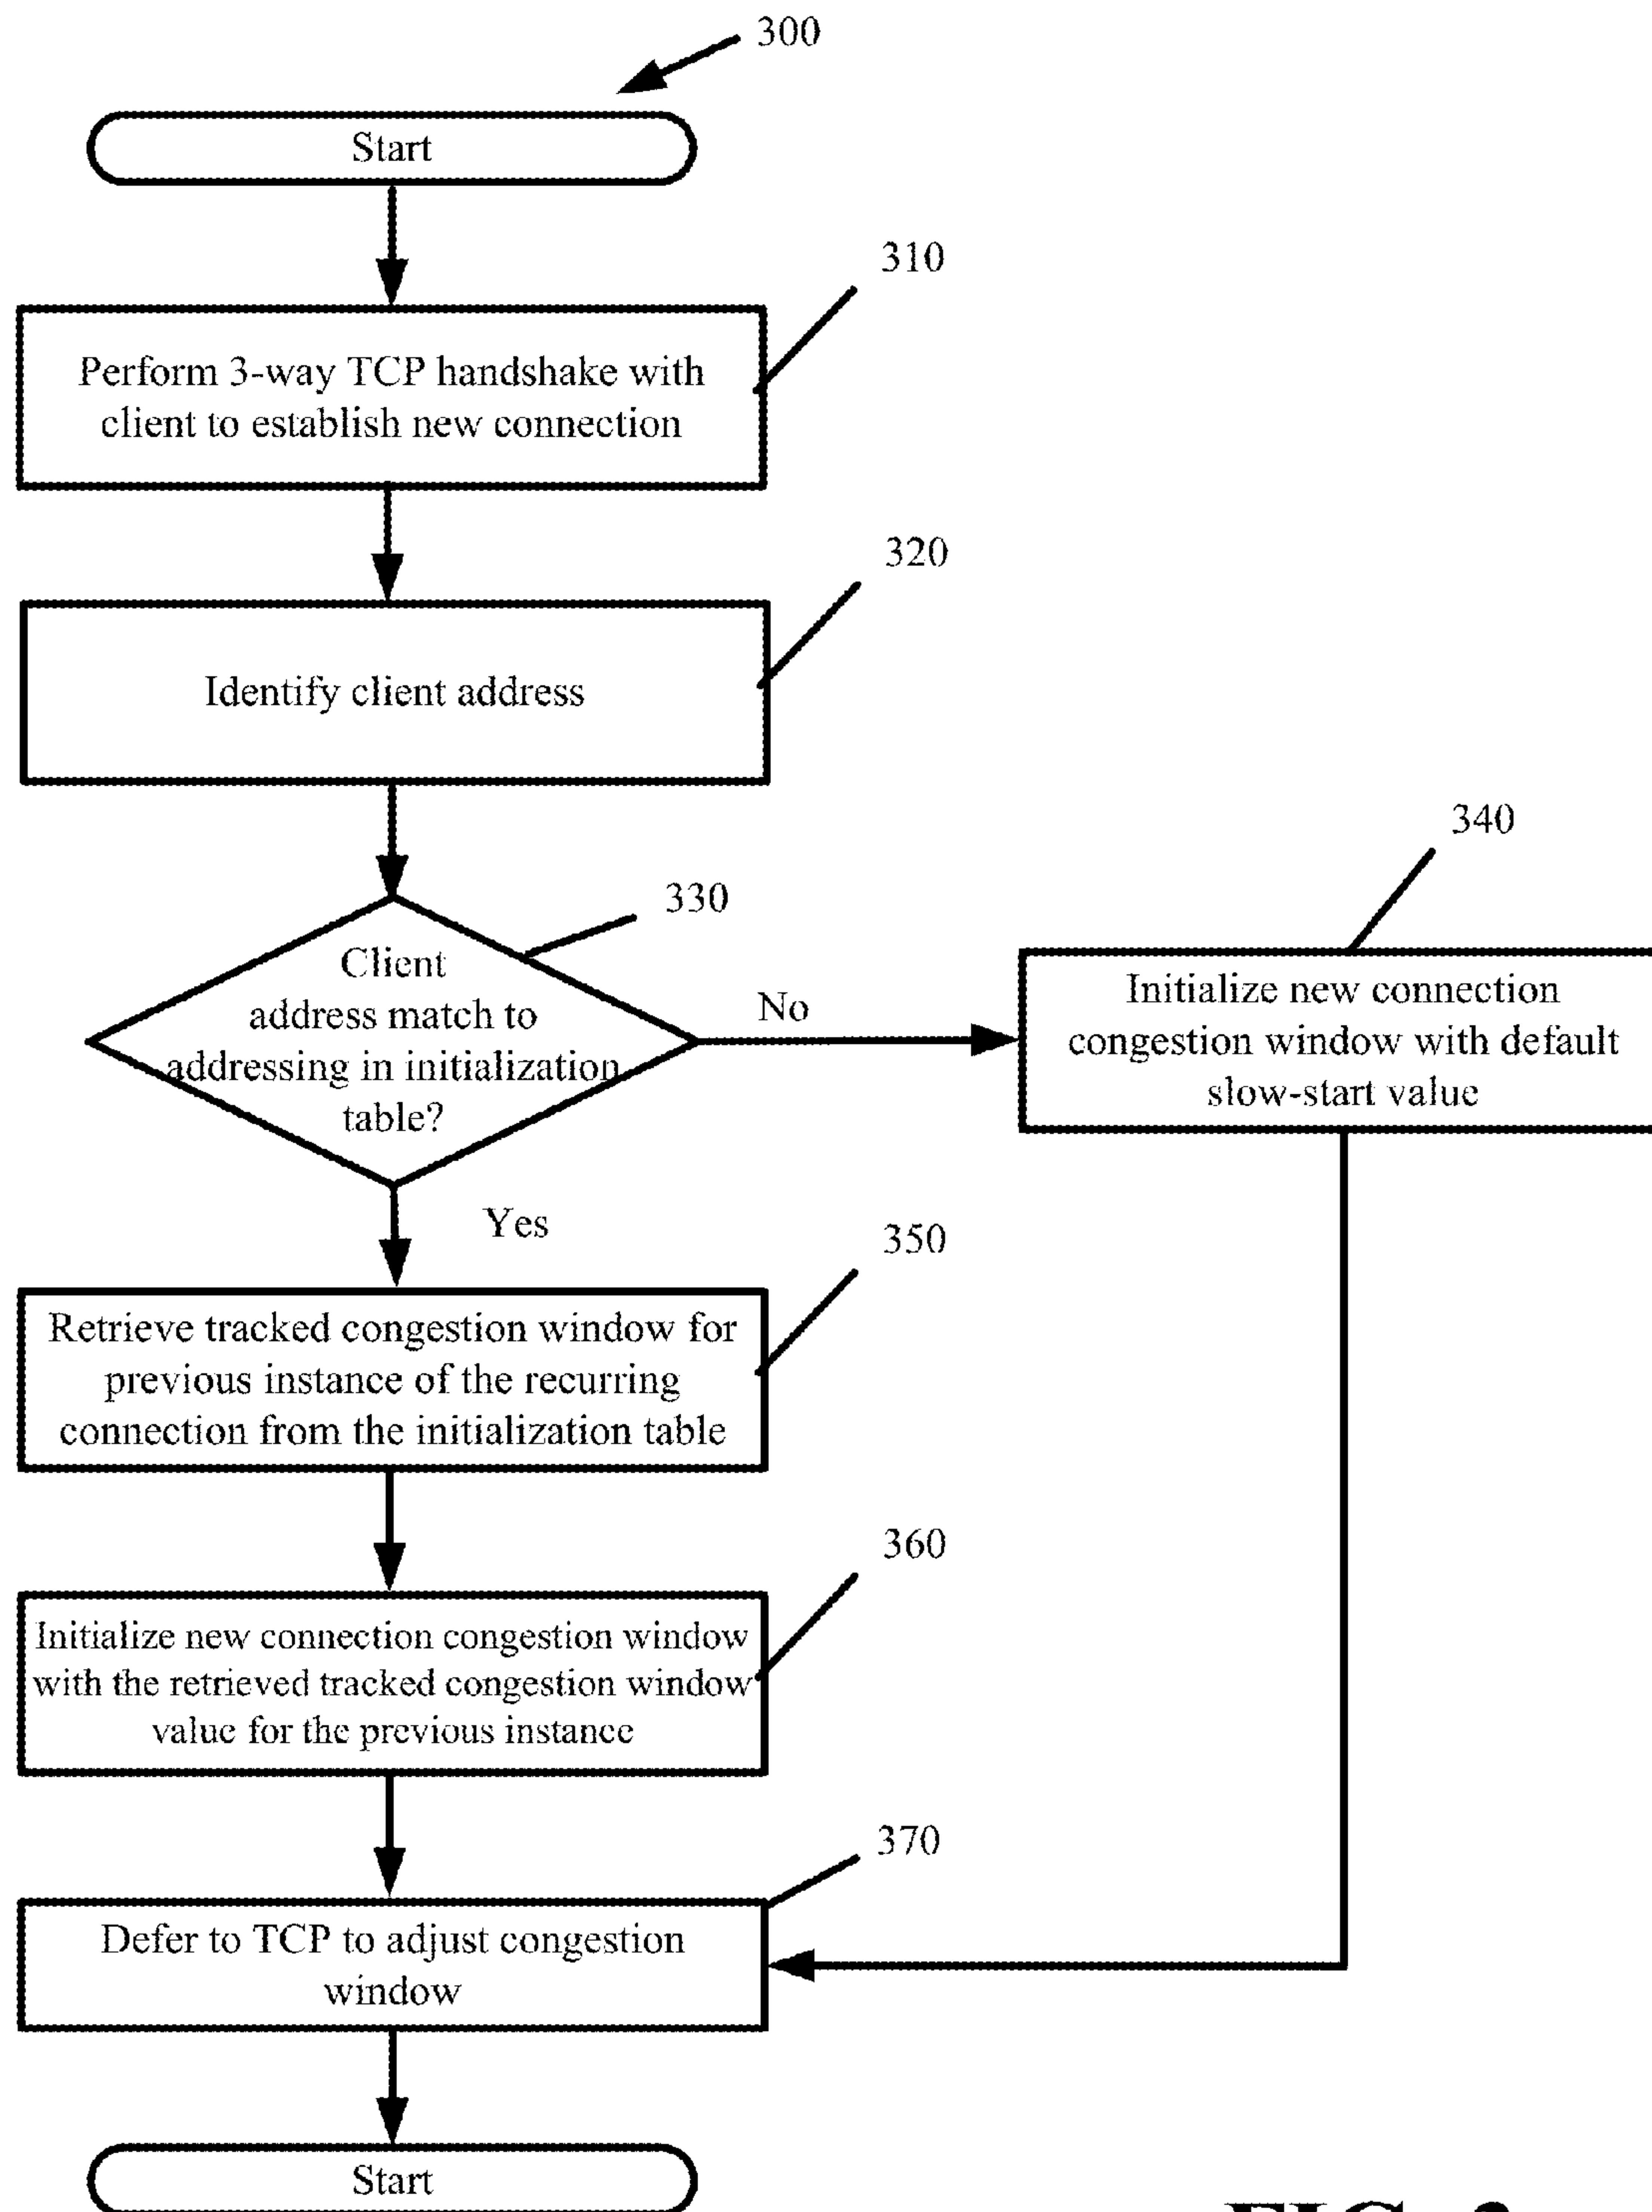 300
Start
310
Perform 3-way TCP handshake with
client to establish new connection
320
Identify client address
330
Client
address match to
addressing in initialization
table?
No
340
Initialize new connection
congestion window with default
slow-start value
Yes
350
Retrieve tracked congestion window for
previous instance of the recurring
connection from the initialization table
360
Initialize new connection congestion window
with the retrieved tracked congestion window
value for the previous instance
370
Defer to TCP to adjust congestion
window
Start